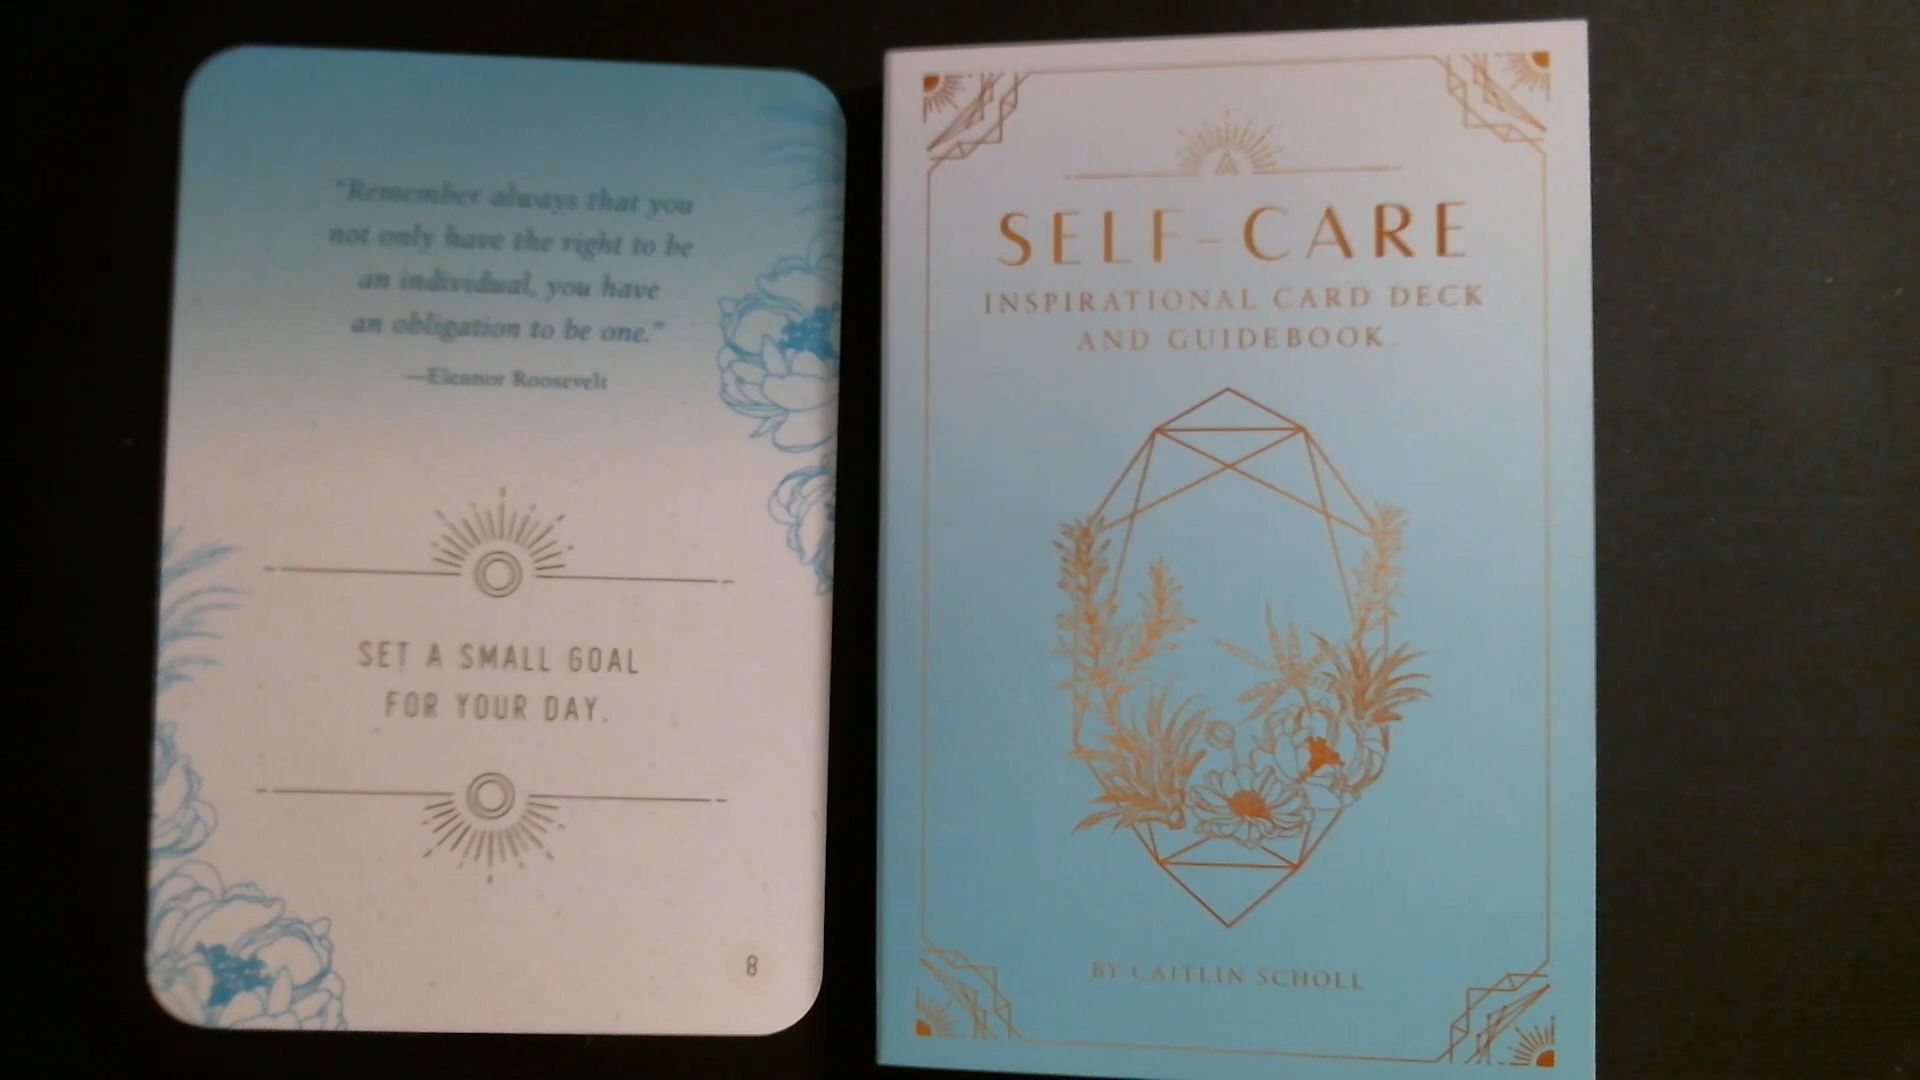 "Remember always that you
not only have the right to be
an individual, you have
an obligation to be one."
—Eleanor Roosevelt
SET A SMALL GOAL
FOR YOUR DAY.
8
SELF-CARE
INSPIRATIONAL CARD DECK
AND GUIDEBOOK
BY CAITLIN SCHOLL